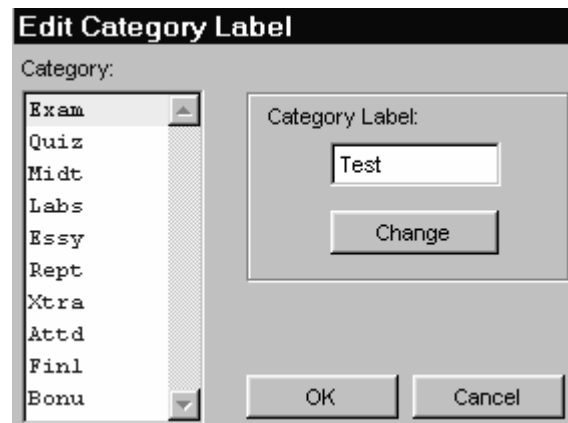 Edit Category Label
Category:
Exam
Quiz
Midt
Labs
Essy
Rept
Xtra
Attd
Finl
Bonu
Category Label:
Test
Change
OK
Cancel